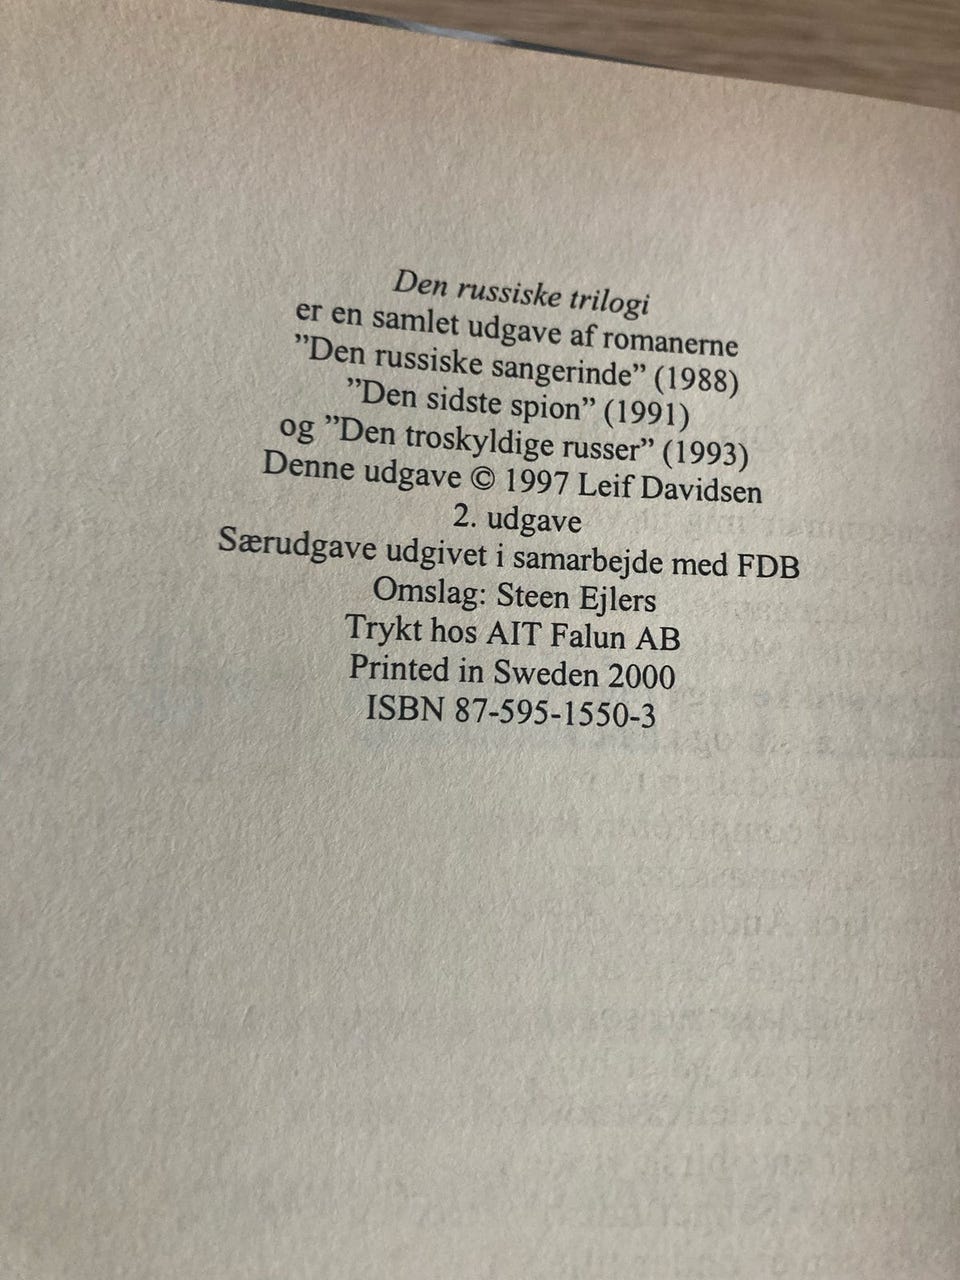 Den russiske trilogi
er en samlet udgave af romanerne
”Den russiske sangerinde” (1988)
”Den sidste spion” (1991)
og ”Den troskyldige russer” (1993)
Denne udgave © 1997 Leif Davidsen
2. udgave
Særudgave udgivet i samarbejde med FDB
Omslag: Steen Ejlers
Trykt hos AIT Falun AB
Printed in Sweden 2000
ISBN 87-595-1550-3